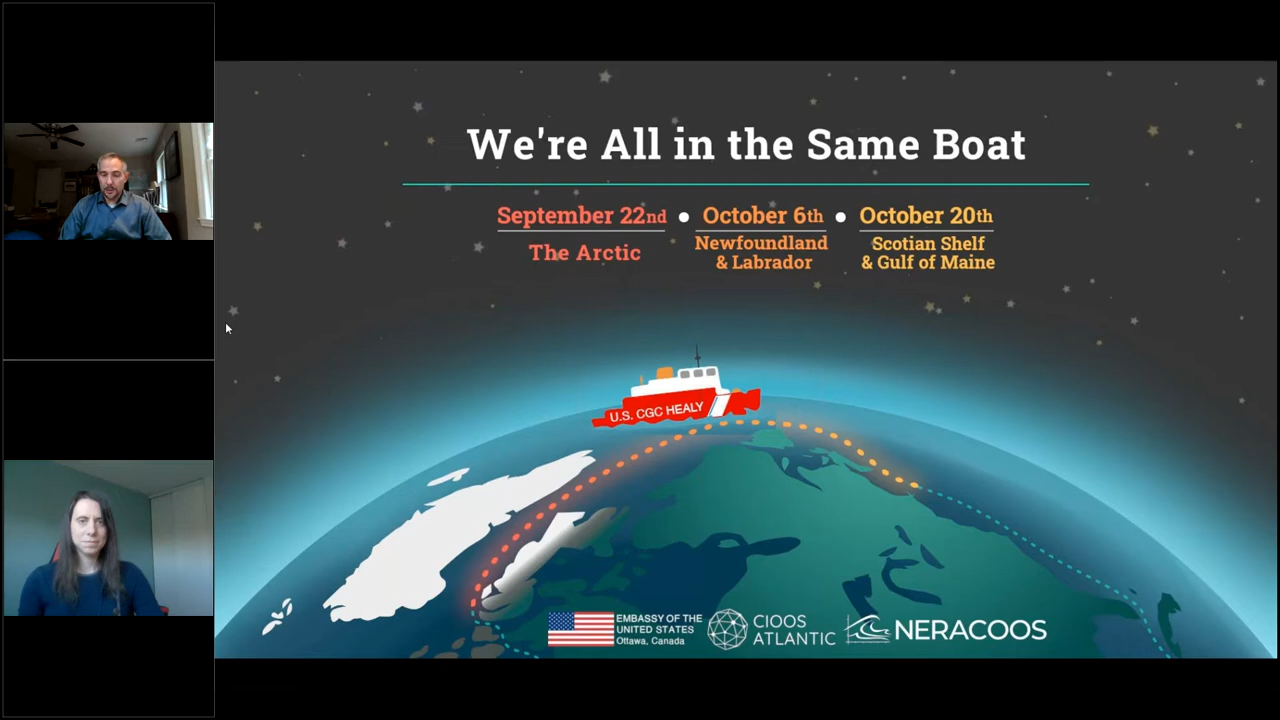 We're All in the Same Boat
September 22nd
The Arctic
October 6th
Newfoundland
& Labrador
October 20th
Scotian Shelf
& Gulf of Maine
U.S. CGC HEALY
EMBASSY OF THE
UNITED STATES
Ottawa, Canada
CIOOS
ATLANTIC
NERACOOS